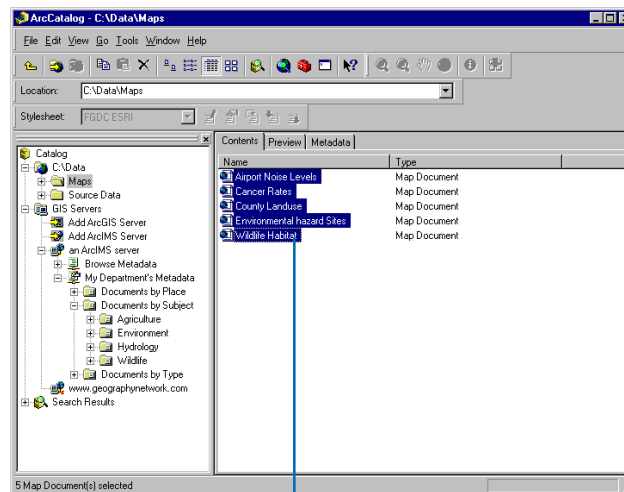 ArcCatalog - C:\Data\Maps
File Edit View Go Tools Window Help
Location: C:\Data\Maps
Stylesheet: FGDC ESRI
Catalog
C:\Data
Maps
Source Data
GIS Servers
Add ArcGIS Server
Add ArcIMS Server
an ArcIMS server
Browse Metadata
My Department's Metadata
Documents by Place
Documents by Subject
Agriculture
Environment
Hydrology
Wildlife
Documents by Type
www.geographynetwork.com
Search Results
Contents Preview Metadata
Name Type
Airport Noise Levels Map Document
Cancer Rates Map Document
County Landuse Map Document
Environmental hazard Sites Map Document
Wildlife Habitat Map Document
5 Map Document(s) selected